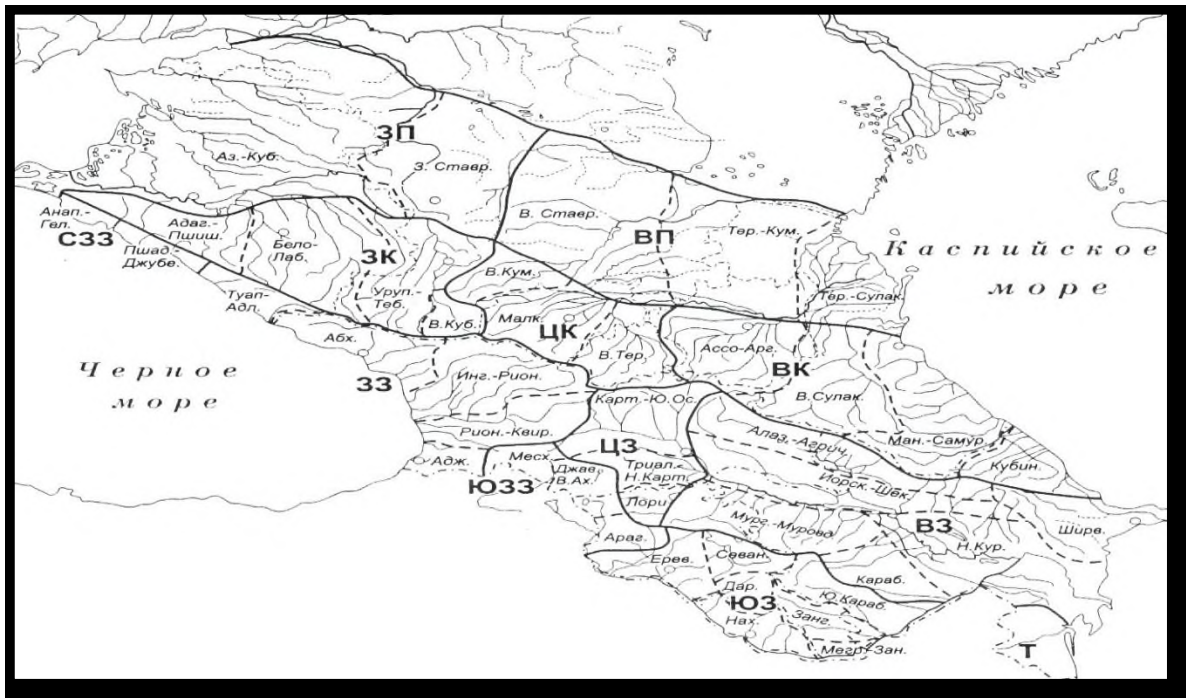 ЗП
Аз.-Куб.
З. Ставр.
Анап.-
Гел.
СЗЗ
Адаг.-
Пшиш.
Пшад.-
Джубг.
Бело-
Лаб.
ЗК
В. Ставр.
ВП
Тер.-Кум.
Каспийское
море
Тер.-Сулак.
Туап-
Адл.
Уруп.-
Теб.
В.Кум.
В.Куб.
Малк.
ЦК
В.Тер.
Ассо-Арг.
ВК
В.Сулак.
Черное
море
Абх.
ЗЗ
Инг.-Рион.
Карт.-Ю.Ос.
Рион.-Квир.
ЦЗ
Алаз.-Агрич.
Ман.-Самур.
Кубин.
Адж.
Месх.
ЮЗЗ
Джав.
В.Ах.
Триал.-
Н.Карт.
Лори
Иорск.-Шек.
Мург.-Муровд.
ВЗ
Ширв.
Н.Кур.
Араг.
Ерев.
Севан.
Караб.
Дар.
ЮЗ
Ю.Караб.
Нах.
Занг.
Мегр.-Зан.
Т